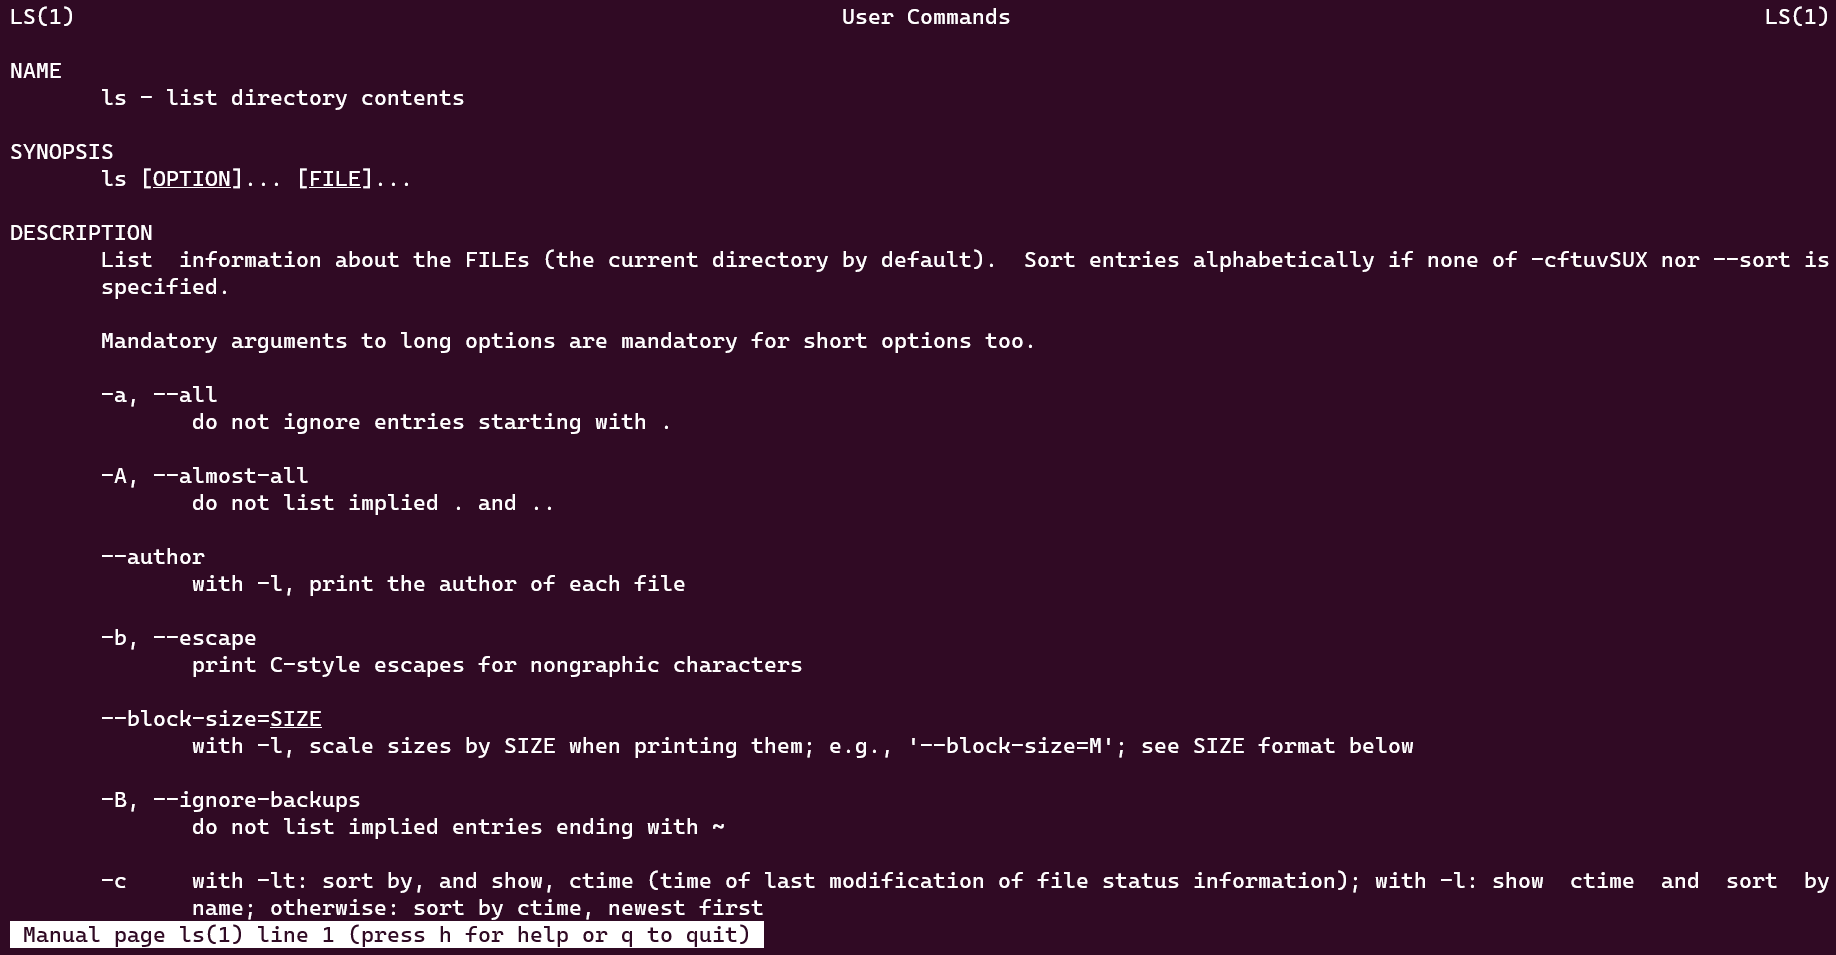 LS(1)                                                          User Commands                                                          LS(1)
NAME
ls - list directory contents
SYNOPSIS
ls [OPTION]... [FILE]...
DESCRIPTION
List  information about the FILEs (the current directory by default).  Sort entries alphabetically if none of -cftuvSUX nor --sort is
specified.
Mandatory arguments to long options are mandatory for short options too.
-a, --all
do not ignore entries starting with .
-A, --almost-all
do not list implied . and ..
--author
with -l, print the author of each file
-b, --escape
print C-style escapes for nongraphic characters
--block-size=SIZE
with -l, scale sizes by SIZE when printing them; e.g., '--block-size=M'; see SIZE format below
-B, --ignore-backups
do not list implied entries ending with ~
-c     with -lt: sort by, and show, ctime (time of last modification of file status information); with -l: show  ctime  and  sort  by
name; otherwise: sort by ctime, newest first
Manual page ls(1) line 1 (press h for help or q to quit)